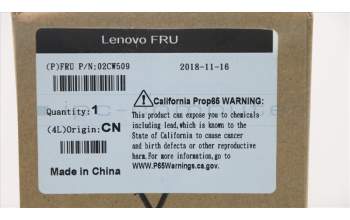 Lenovo FRU
(P)FRU P/N:02CW509
2018-11-16
Quantity:1
(4L)Origin:CN
Made in China
California Prop65 WARNING:
This product can expose you to chemicals
including lead,which is known to the
State of California to cause cancer
and birth defects or other reproductive
harm.For more information, go to
www.P65Warnings.ca.gov.